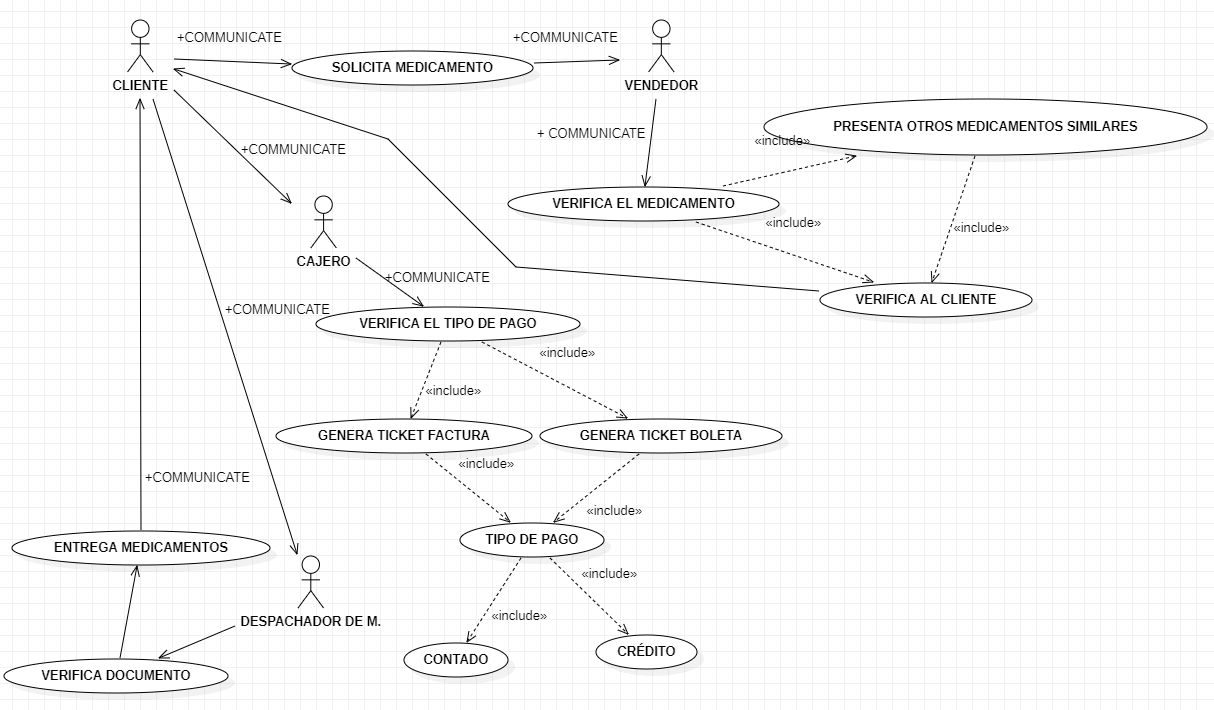 +COMMUNICATE
+COMMUNICATE
SOLICITA MEDICAMENTO
CLIENTE
VENDEDOR
+ COMMUNICATE
PRESENTA OTROS MEDICAMENTOS SIMILARES
«include»
+COMMUNICATE
VERIFICA EL MEDICAMENTO
«include»
«include»
CAJERO
+COMMUNICATE
VERIFICA AL CLIENTE
+COMMUNICATE
VERIFICA EL TIPO DE PAGO
«include»
«include»
GENERA TICKET FACTURA
GENERA TICKET BOLETA
«include»
+COMMUNICATE
«include»
TIPO DE PAGO
ENTREGA MEDICAMENTOS
«include»
«include»
DESPACHADOR DE M.
CRÉDITO
CONTADO
VERIFICA DOCUMENTO